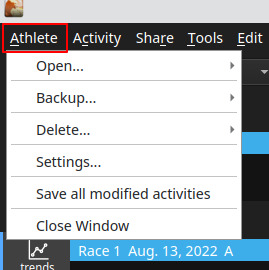 Athlete Activity Share Tools Edit
Open...
Backup...
Delete...
Settings...
Save all modified activities
Close Window
trends
Race 1 Aug. 13, 2022 A